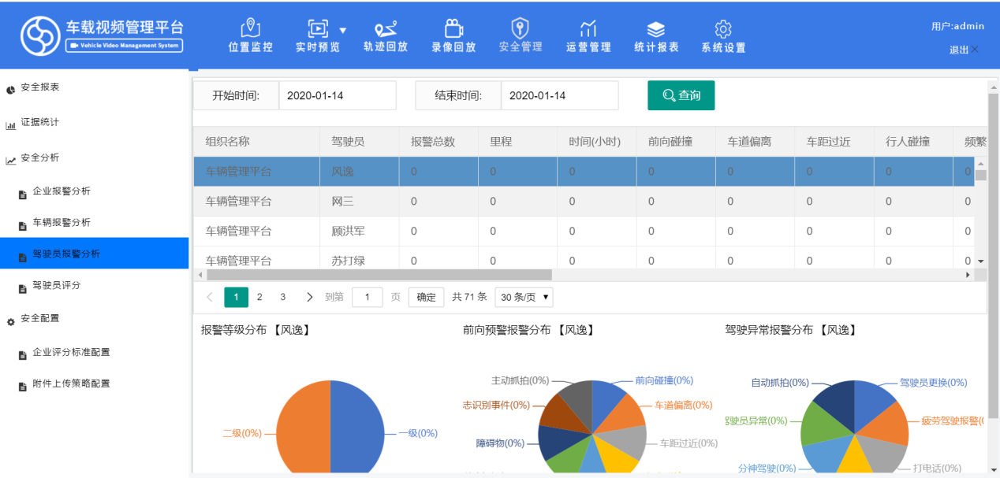 车载视频管理平台
Vehicle Video Management System
位置监控 实时预览 轨迹回放 录像回放 安全管理 运营管理 统计报表 系统设置
用户:admin
退出
安全报表
证据统计
安全分析
企业报警分析
车辆报警分析
驾驶员报警分析
驾驶员评分
安全配置
企业评分标准配置
附件上传策略配置
开始时间: 2020-01-14 结束时间: 2020-01-14 查询
组织名称 驾驶员 报警总数 里程 时间(小时) 前向碰撞 车道偏离 车距过近 行人碰撞 频繁
车辆管理平台 风逸 0 0 0 0 0 0 0 0
车辆管理平台 网三 0 0 0 0 0 0 0 0
车辆管理平台 顾洪军 0 0 0 0 0 0 0 0
车辆管理平台 苏打绿 0 0 0 0 0 0 0 0
1 2 3 到第 1 页 确定 共 71 条 30 条/页
报警等级分布 【风逸】 前向预警报警分布 【风逸】 驾驶异常报警分布 【风逸】
二级(0%) 一级(0%)
主动抓拍(0%) 前向碰撞(0%)
志识别事件(0%) 车道偏离(0%)
障碍物(0%) 车距过近(0%)
自动抓拍(0%) 驾驶员更换(0%)
驾驶员异常(0%) 疲劳驾驶报警(
分神驾驶(0%) 打电话(0%)